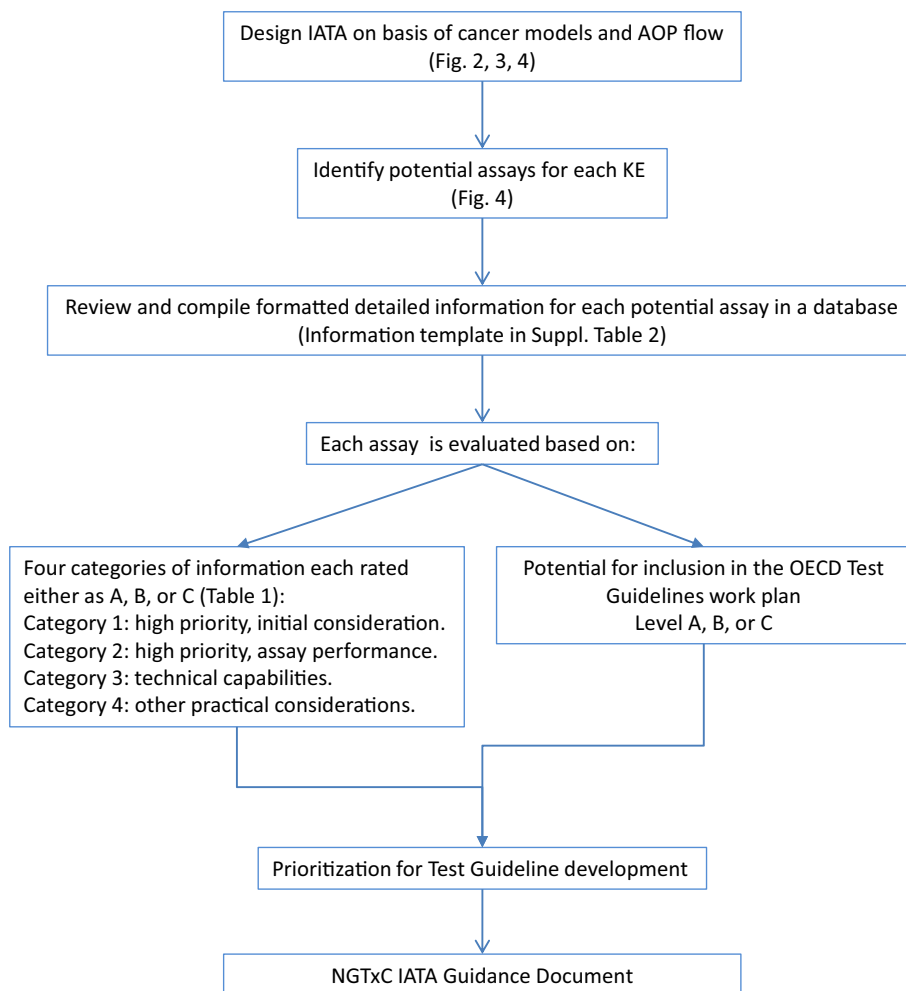 Design IATA on basis of cancer models and AOP flow
(Fig. 2, 3, 4)
Identify potential assays for each KE
(Fig. 4)
Review and compile formatted detailed information for each potential assay in a database
(Information template in Suppl. Table 2)
Each assay is evaluated based on:
Four categories of information each rated
either as A, B, or C (Table 1):
Category 1: high priority, initial consideration.
Category 2: high priority, assay performance.
Category 3: technical capabilities.
Category 4: other practical considerations.
Potential for inclusion in the OECD Test
Guidelines work plan
Level A, B, or C
Prioritization for Test Guideline development
NGTxC IATA Guidance Document